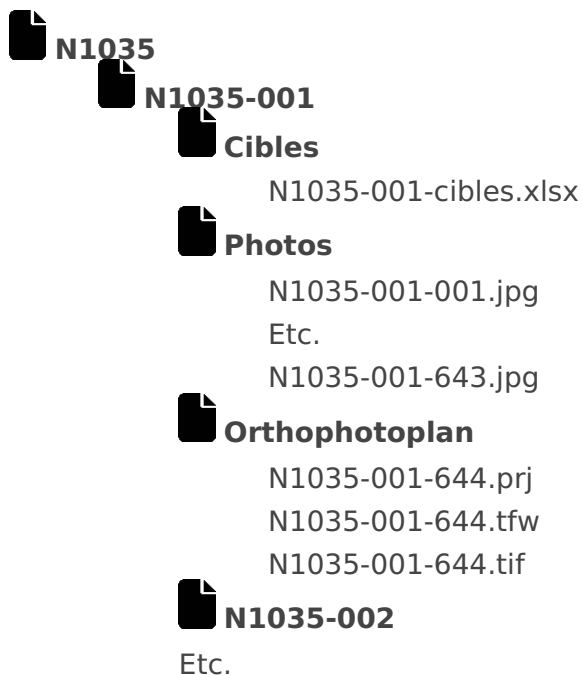 N1035
N1035-001
Cibles
N1035-001-cibles.xlsx
Photos
N1035-001-001.jpg
Etc.
N1035-001-643.jpg
Orthophotoplan
N1035-001-644.prj
N1035-001-644.tfw
N1035-001-644.tif
N1035-002
Etc.